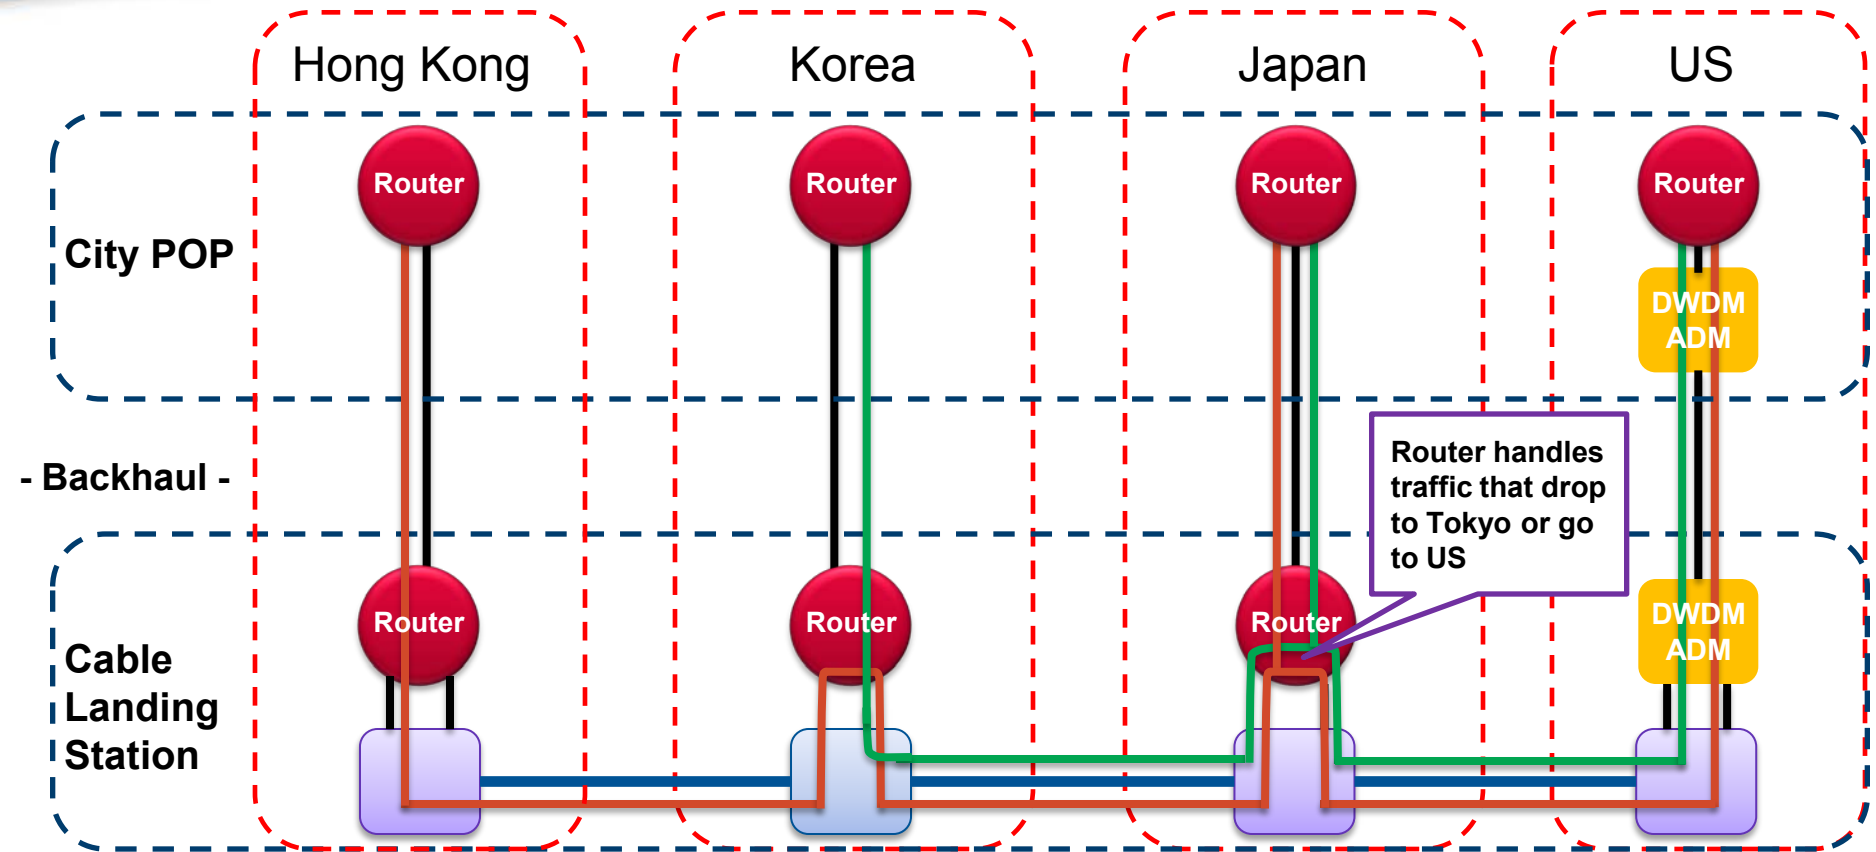 Hong Kong
Korea
Japan
US
Router
Router
Router
Router
City POP
DWDM
ADM
- Backhaul -
Router handles
traffic that drop
to Tokyo or go
to US
Cable
Landing
Station
Router
Router
Router
DWDM
ADM